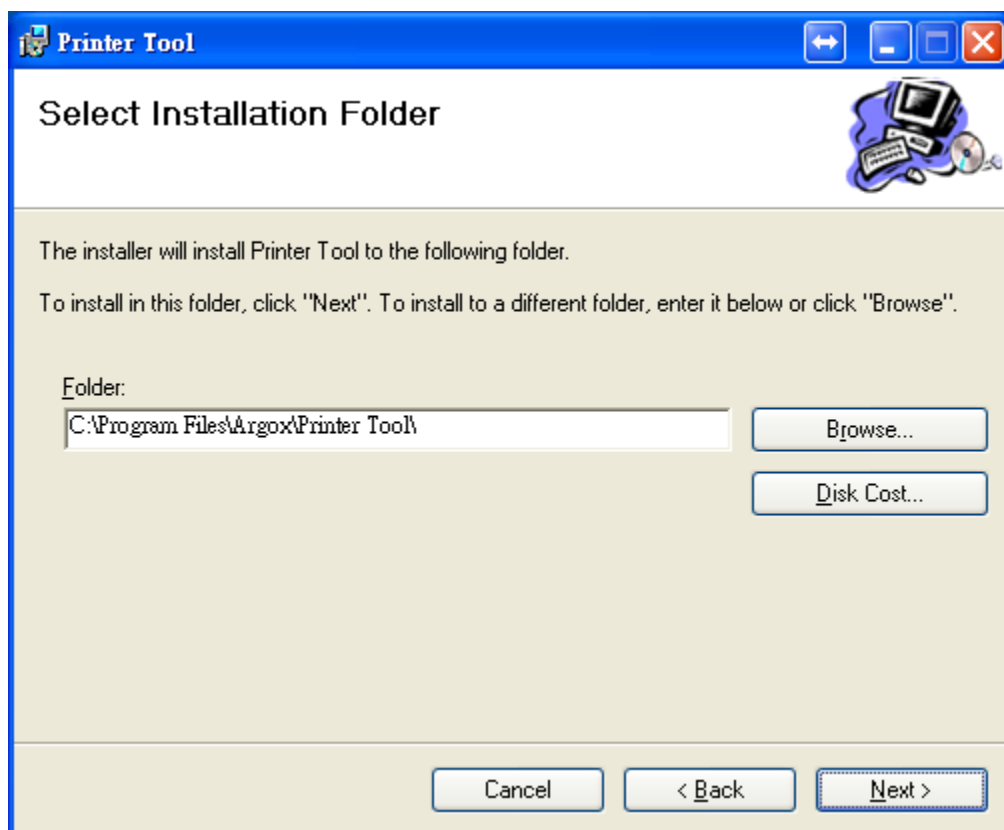 Printer Tool
Select Installation Folder
The installer will install Printer Tool to the following folder.
To install in this folder, click "Next". To install to a different folder, enter it below or click "Browse".
Folder:
C:\Program Files\Argox\Printer Tool\
Browse...
Disk Cost...
Cancel
< Back
Next >